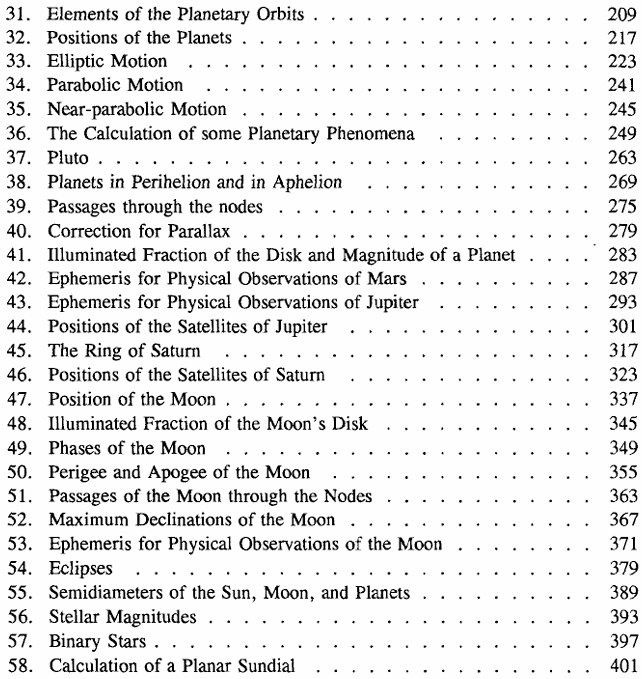 31. Elements of the Planetary Orbits . . . . . . . . . . . . . . . . . 209
32. Positions of the Planets . . . . . . . . . . . . . . . . . . . . . 217
33. Elliptic Motion . . . . . . . . . . . . . . . . . . . . . . . . 223
34. Parabolic Motion . . . . . . . . . . . . . . . . . . . . . . . 241
35. Near-parabolic Motion . . . . . . . . . . . . . . . . . . . . . . 245
36. The Calculation of some Planetary Phenomena . . . . . . . . . 249
37. Pluto . . . . . . . . . . . . . . . . . . . . . . . . . . . . . 263
38. Planets in Perihelion and in Aphelion . . . . . . . . . . . . . 269
39. Passages through the nodes . . . . . . . . . . . . . . . . . . . 275
40. Correction for Parallax . . . . . . . . . . . . . . . . . . . . . 279
41. Illuminated Fraction of the Disk and Magnitude of a Planet . . . . 283
42. Ephemeris for Physical Observations of Mars . . . . . . . . . . . 287
43. Ephemeris for Physical Observations of Jupiter . . . . . . . . . . 293
44. Positions of the Satellites of Jupiter . . . . . . . . . . . . . . 301
45. The Ring of Saturn . . . . . . . . . . . . . . . . . . . . . . 317
46. Positions of the Satellites of Saturn . . . . . . . . . . . . . . 323
47. Position of the Moon . . . . . . . . . . . . . . . . . . . . . . 337
48. Illuminated Fraction of the Moon's Disk . . . . . . . . . . . . . 345
49. Phases of the Moon . . . . . . . . . . . . . . . . . . . . . . 349
50. Perigee and Apogee of the Moon . . . . . . . . . . . . . . . 355
51. Passages of the Moon through the Nodes . . . . . . . . . . . . . 363
52. Maximum Declinations of the Moon . . . . . . . . . . . . . . . 367
53. Ephemeris for Physical Observations of the Moon . . . . . . . . 371
54. Eclipses . . . . . . . . . . . . . . . . . . . . . . . . . . . 379
55. Semidiameters of the Sun, Moon, and Planets . . . . . . . . . . . 389
56. Stellar Magnitudes . . . . . . . . . . . . . . . . . . . . . . . 393
57. Binary Stars . . . . . . . . . . . . . . . . . . . . . . . . . . 397
58. Calculation of a Planar Sundial . . . . . . . . . . . . . . . . 401